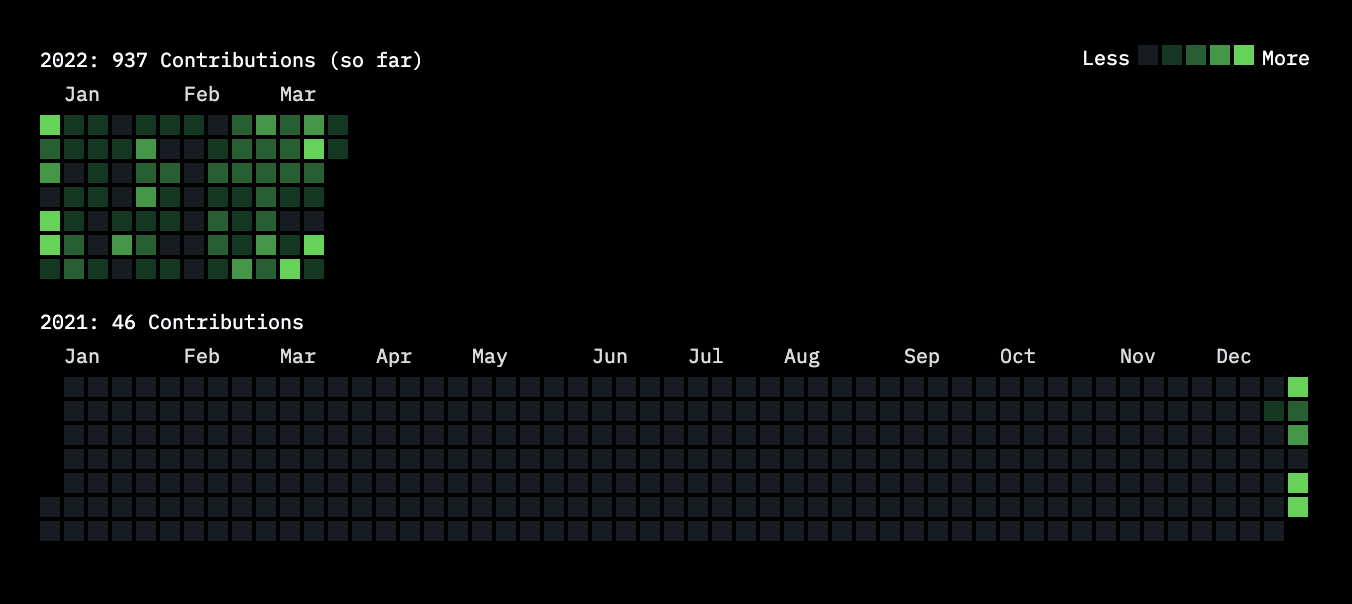 2022: 937 Contributions (so far)
Less More
Jan Feb Mar
2021: 46 Contributions
Jan Feb Mar Apr May Jun Jul Aug Sep Oct Nov Dec